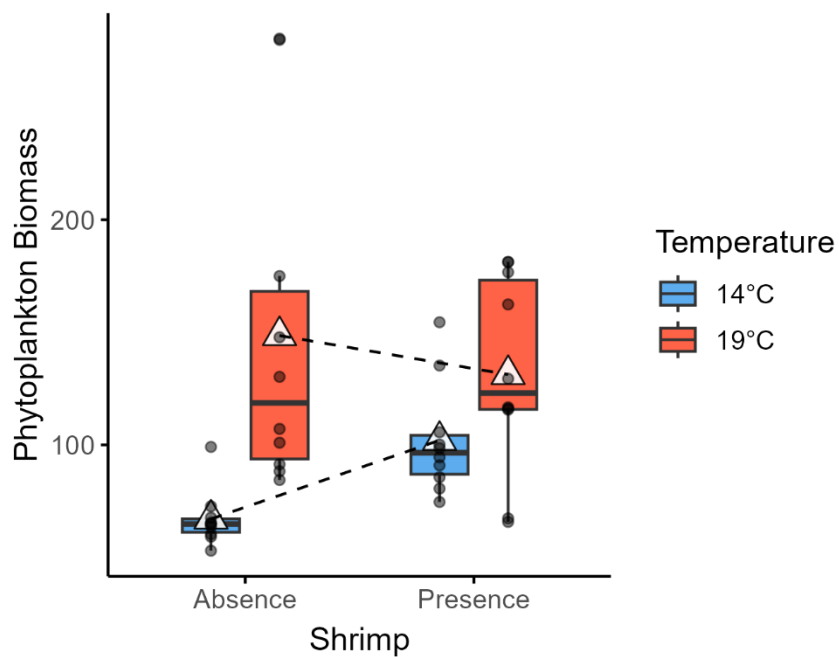 Phytoplankton Biomass
200
100
Absence
Presence
Shrimp
Temperature
14°C
19°C